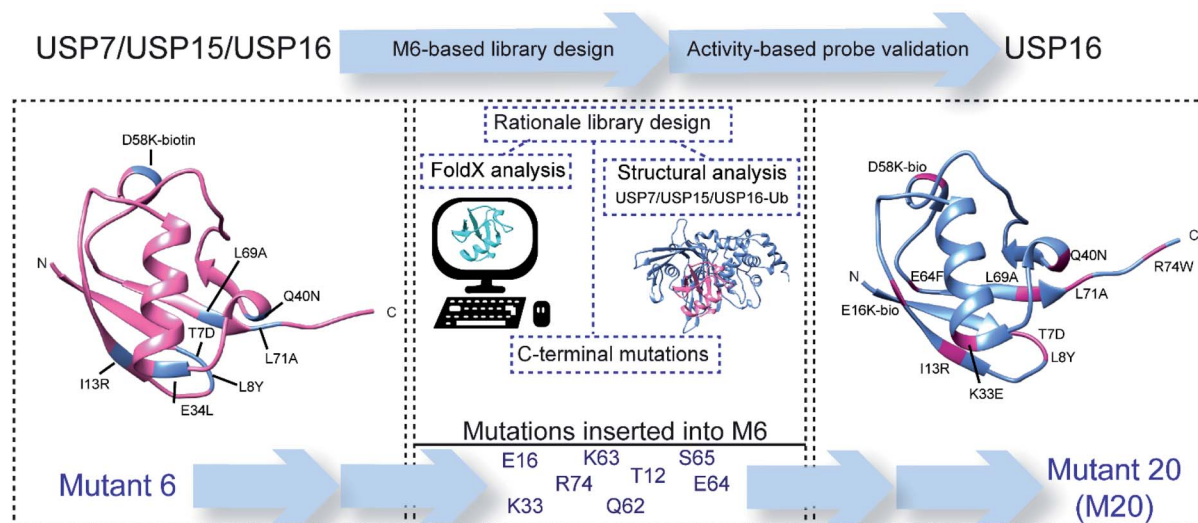 USP7/USP15/USP16
M6-based library design
Activity-based probe validation
USP16
D58K-biotin
N
L69A
Q40N
C
T7D
L71A
I13R
L8Y
E34L
Mutant 6
Rationale library design
FoldX analysis
Structural analysis
USP7/USP15/USP16-Ub
C-terminal mutations
Mutations inserted into M6
E16 K63 S65
R74 T12 E64
K33 Q62
D58K-bio
C
Q40N
R74W
N
E64F
L69A
L71A
E16K-bio
T7D
L8Y
I13R
K33E
Mutant 20
(M20)